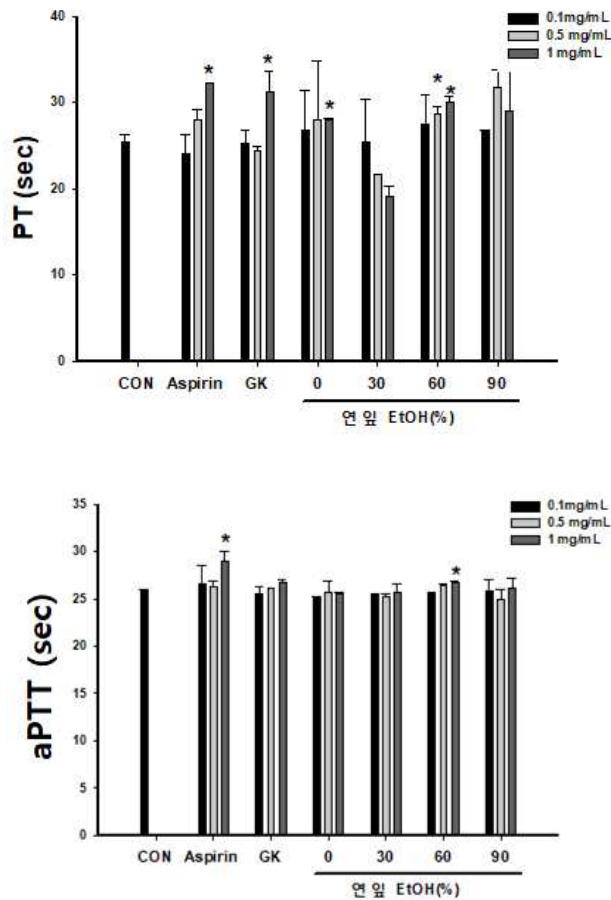 0.1mg/mL
0.5 mg/mL
1 mg/mL
PT (sec)
40
30
20
10
0
* * * * *
CON Aspirin GK 0 30 60 90
연잎 EtOH(%)
0.1mg/mL
0.5 mg/mL
1 mg/mL
aPTT (sec)
35
30
25
20
15
10
5
0
* *
CON Aspirin GK 0 30 60 90
연잎 EtOH(%)